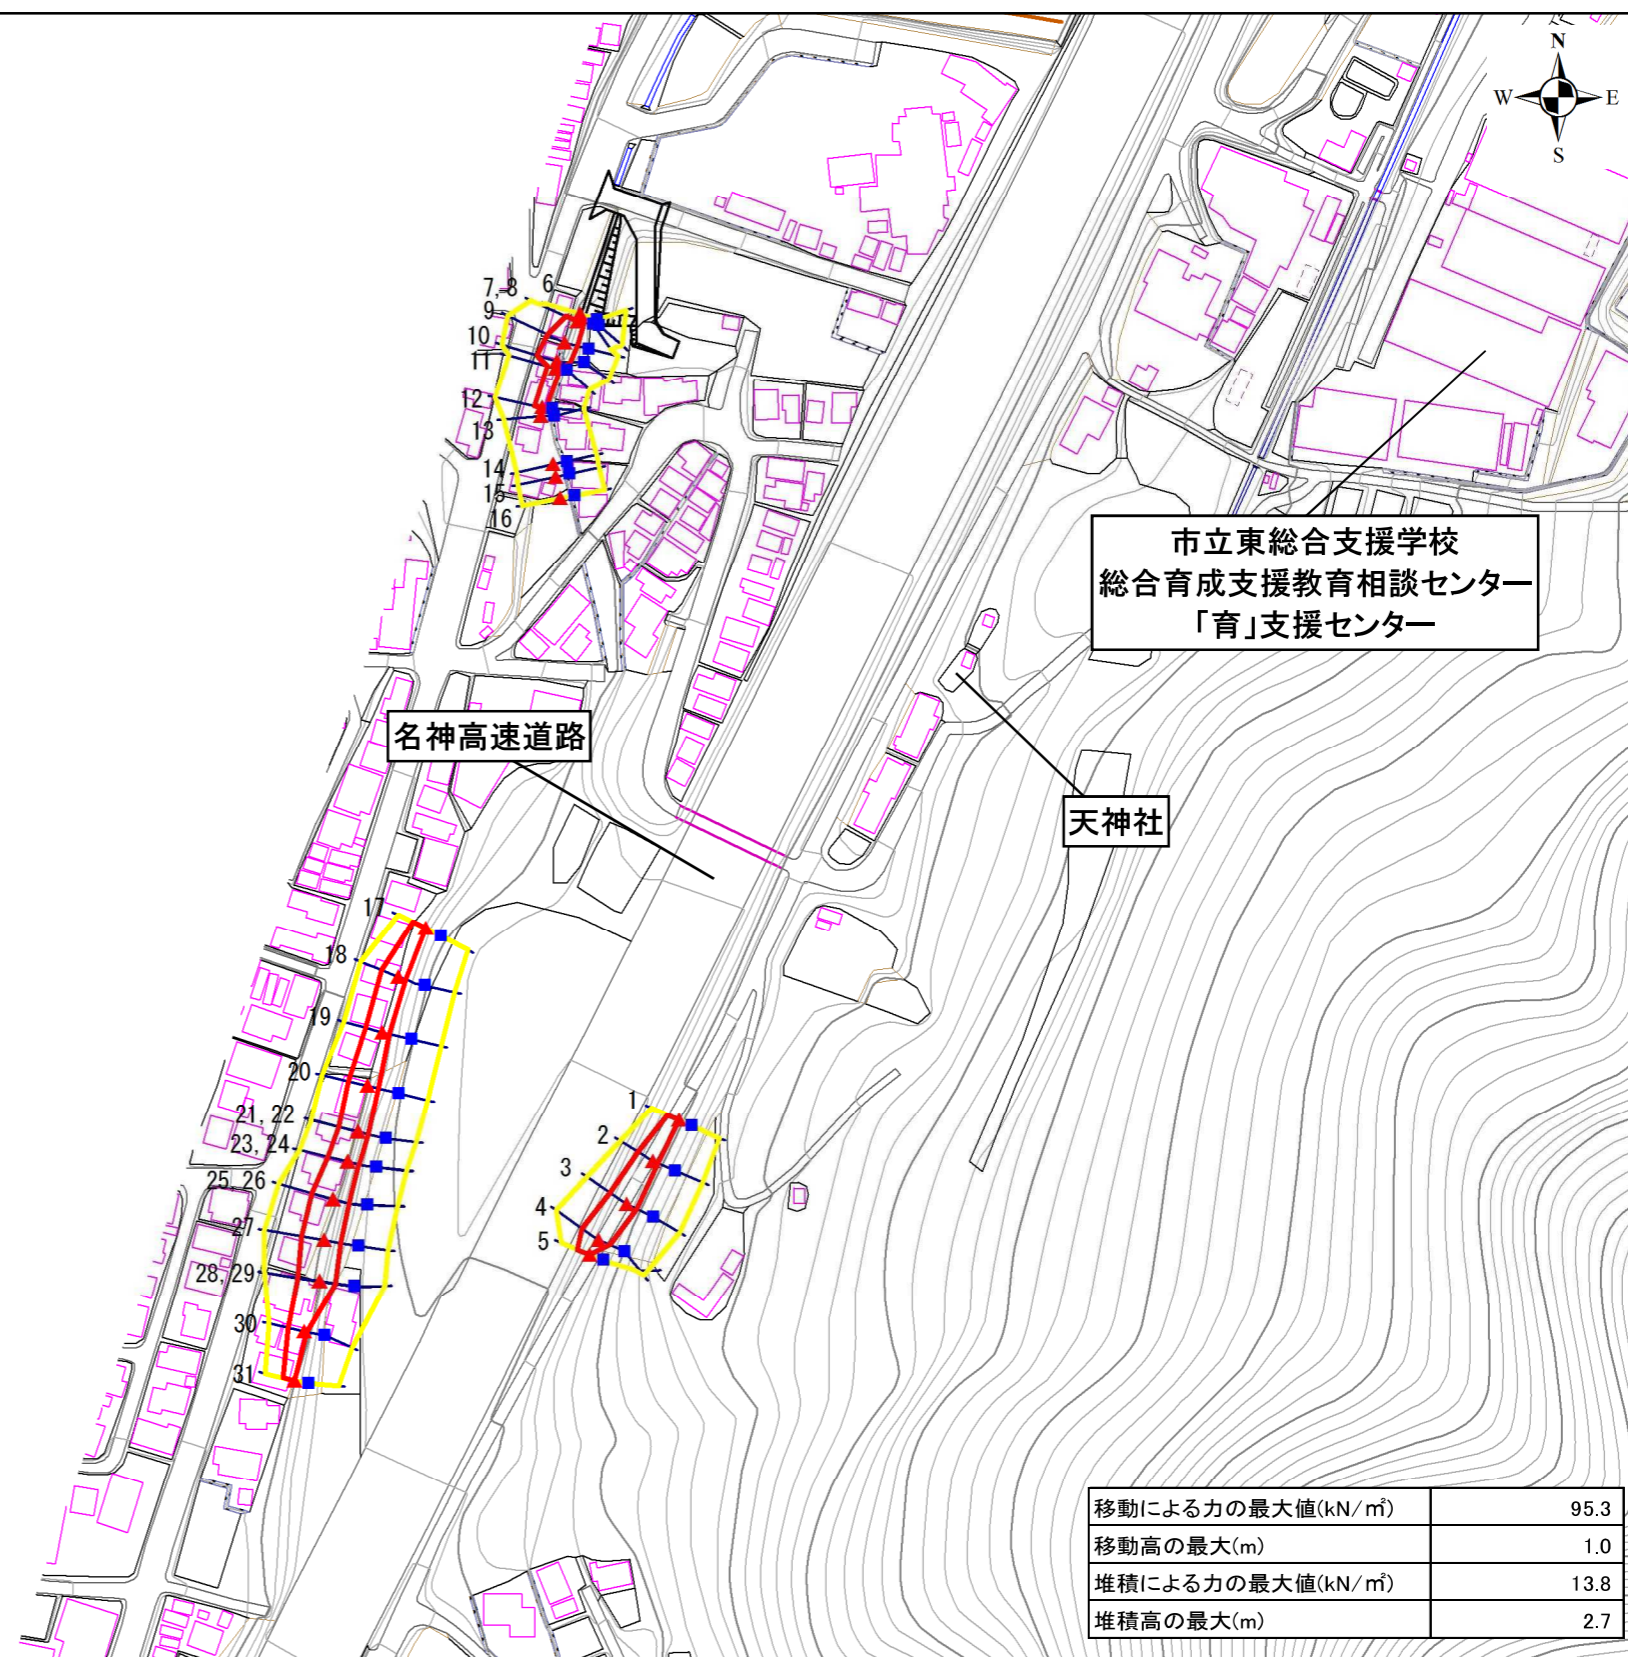 N
W E
S
6
7, 8
9
10
11
12
13
14
15
16
市立東総合支援学校
総合育成支援教育相談センター
「育」支援センター
名神高速道路
天神社
17
18
19
20
21, 22
23, 24
25, 26
27
28, 29
30
31
1
2
3
4
5
移動による力の最大値(kN/㎡) 95.3
移動高の最大(m) 1.0
堆積による力の最大値(kN/㎡) 13.8
堆積高の最大(m) 2.7